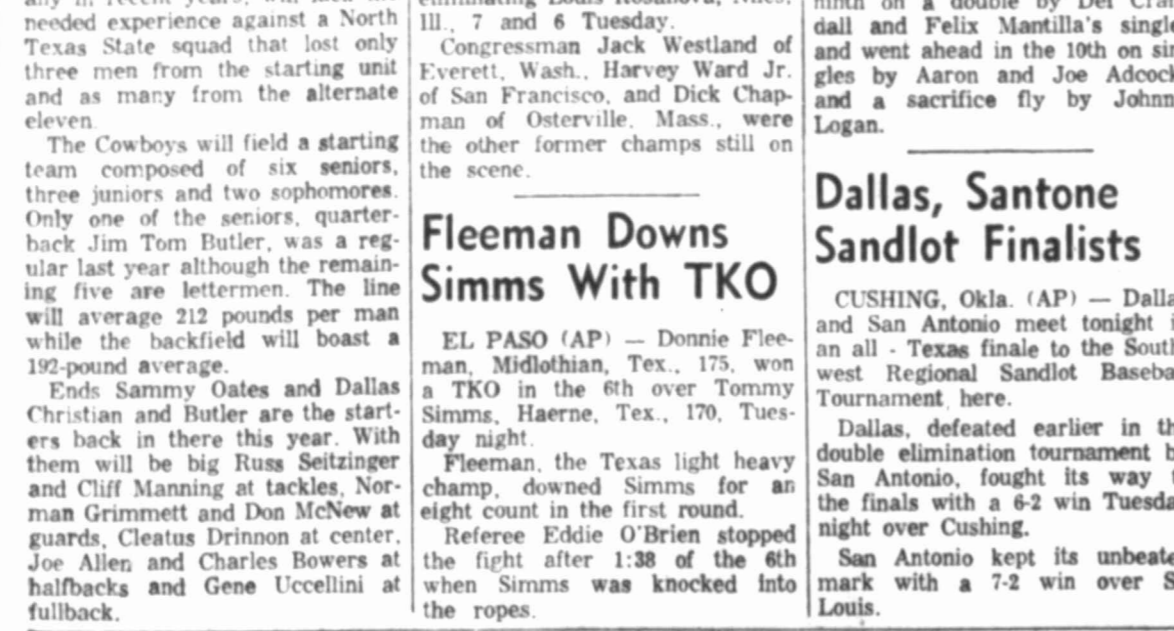 needed experience against a North
Texas State squad that lost only
three men from the starting unit
and as many from the alternate
eleven.
The Cowboys will field a starting
team composed of six seniors,
three juniors and two sophomores.
Only one of the seniors, quarter-
back Jim Tom Butler, was a reg-
ular last year although the remain-
ing five are lettermen. The line
will average 212 pounds per man
while the backfield will boast a
192-pound average.
Ends Sammy Oates and Dallas
Christian and Butler are the start-
ers back in there this year. With
them will be big Russ Seitzinger
and Cliff Manning at tackles, Nor-
man Grimmett and Don McNew at
guards, Cleatus Drinnon at center,
Joe Allen and Charles Bowers at
halfbacks and Gene Uccellini at
fullback.
Ill., 7 and 6 Tuesday.
Congressman Jack Westland of
Everett, Wash., Harvey Ward Jr.
of San Francisco, and Dick Chap-
man of Osterville, Mass., were
the other former champs still on
the scene.
Fleeman Downs
Simms With TKO
EL PASO (AP) — Donnie Flee-
man, Midlothian, Tex., 175, won
a TKO in the 6th over Tommy
Simms, Haerne, Tex., 170, Tues-
day night.
Fleeman, the Texas light heavy
champ, downed Simms for an
eight count in the first round.
Referee Eddie O'Brien stopped
the fight after 1:38 of the 6th
when Simms was knocked into
the ropes.
ninth on a double by Del Cran
dall and Felix Mantilla's single
and went ahead in the 10th on sin
gles by Aaron and Joe Adcock
and a sacrifice fly by Johnn
Logan.
Dallas, Santone
Sandlot Finalists
CUSHING, Okla. (AP) — Dalla
and San Antonio meet tonight i
an all - Texas finale to the South
west Regional Sandlot Baseba
Tournament here.
Dallas, defeated earlier in th
double elimination tournament b
San Antonio, fought its way t
the finals with a 6-2 win Tuesda
night over Cushing.
San Antonio kept its unbeate
mark with a 7-2 win over S
Louis.